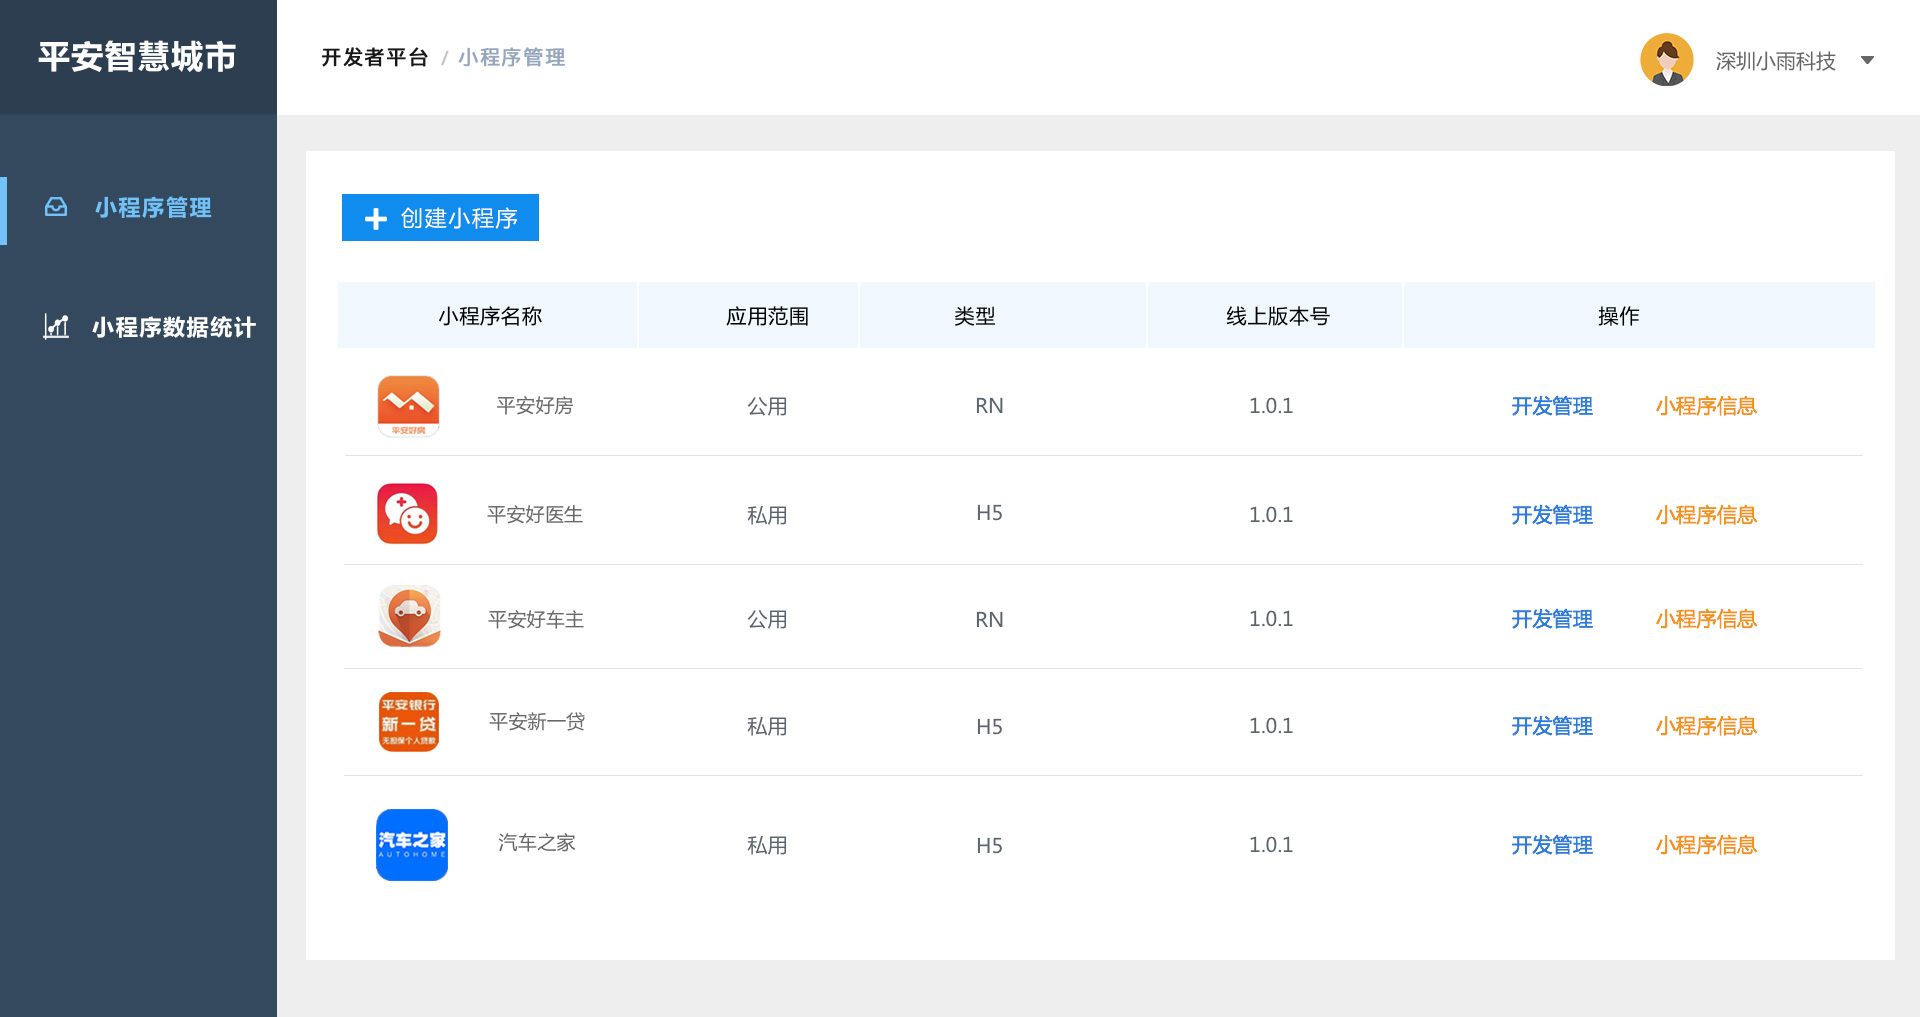 平安智慧城市
开发者平台 / 小程序管理
深圳小雨科技
小程序管理
小程序数据统计
创建小程序
小程序名称 应用范围 类型 线上版本号 操作
平安好房
平安好房 公用 RN 1.0.1 开发管理 小程序信息
平安好医生 私用 H5 1.0.1 开发管理 小程序信息
平安好车主 公用 RN 1.0.1 开发管理 小程序信息
平安银行
新一贷
无担保个人贷款
平安新一贷 私用 H5 1.0.1 开发管理 小程序信息
汽车之家
AUTOHOME
汽车之家 私用 H5 1.0.1 开发管理 小程序信息